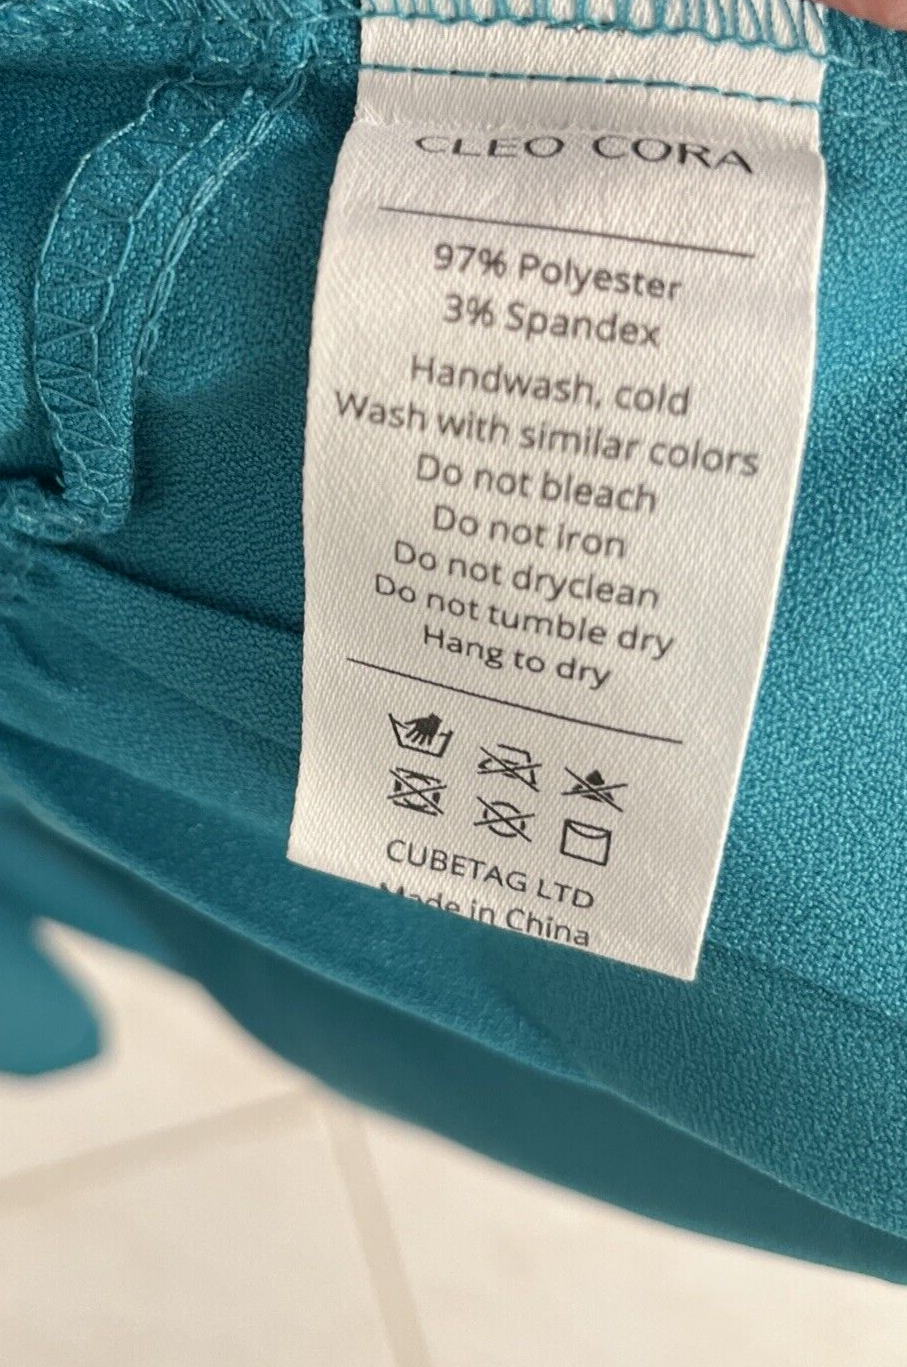 CLEO CORA
97% Polyester
3% Spandex
Handwash, cold
Wash with similar colors
Do not bleach
Do not iron
Do not dryclean
Do not tumble dry
Hang to dry
CUBETAG LTD
Made in China